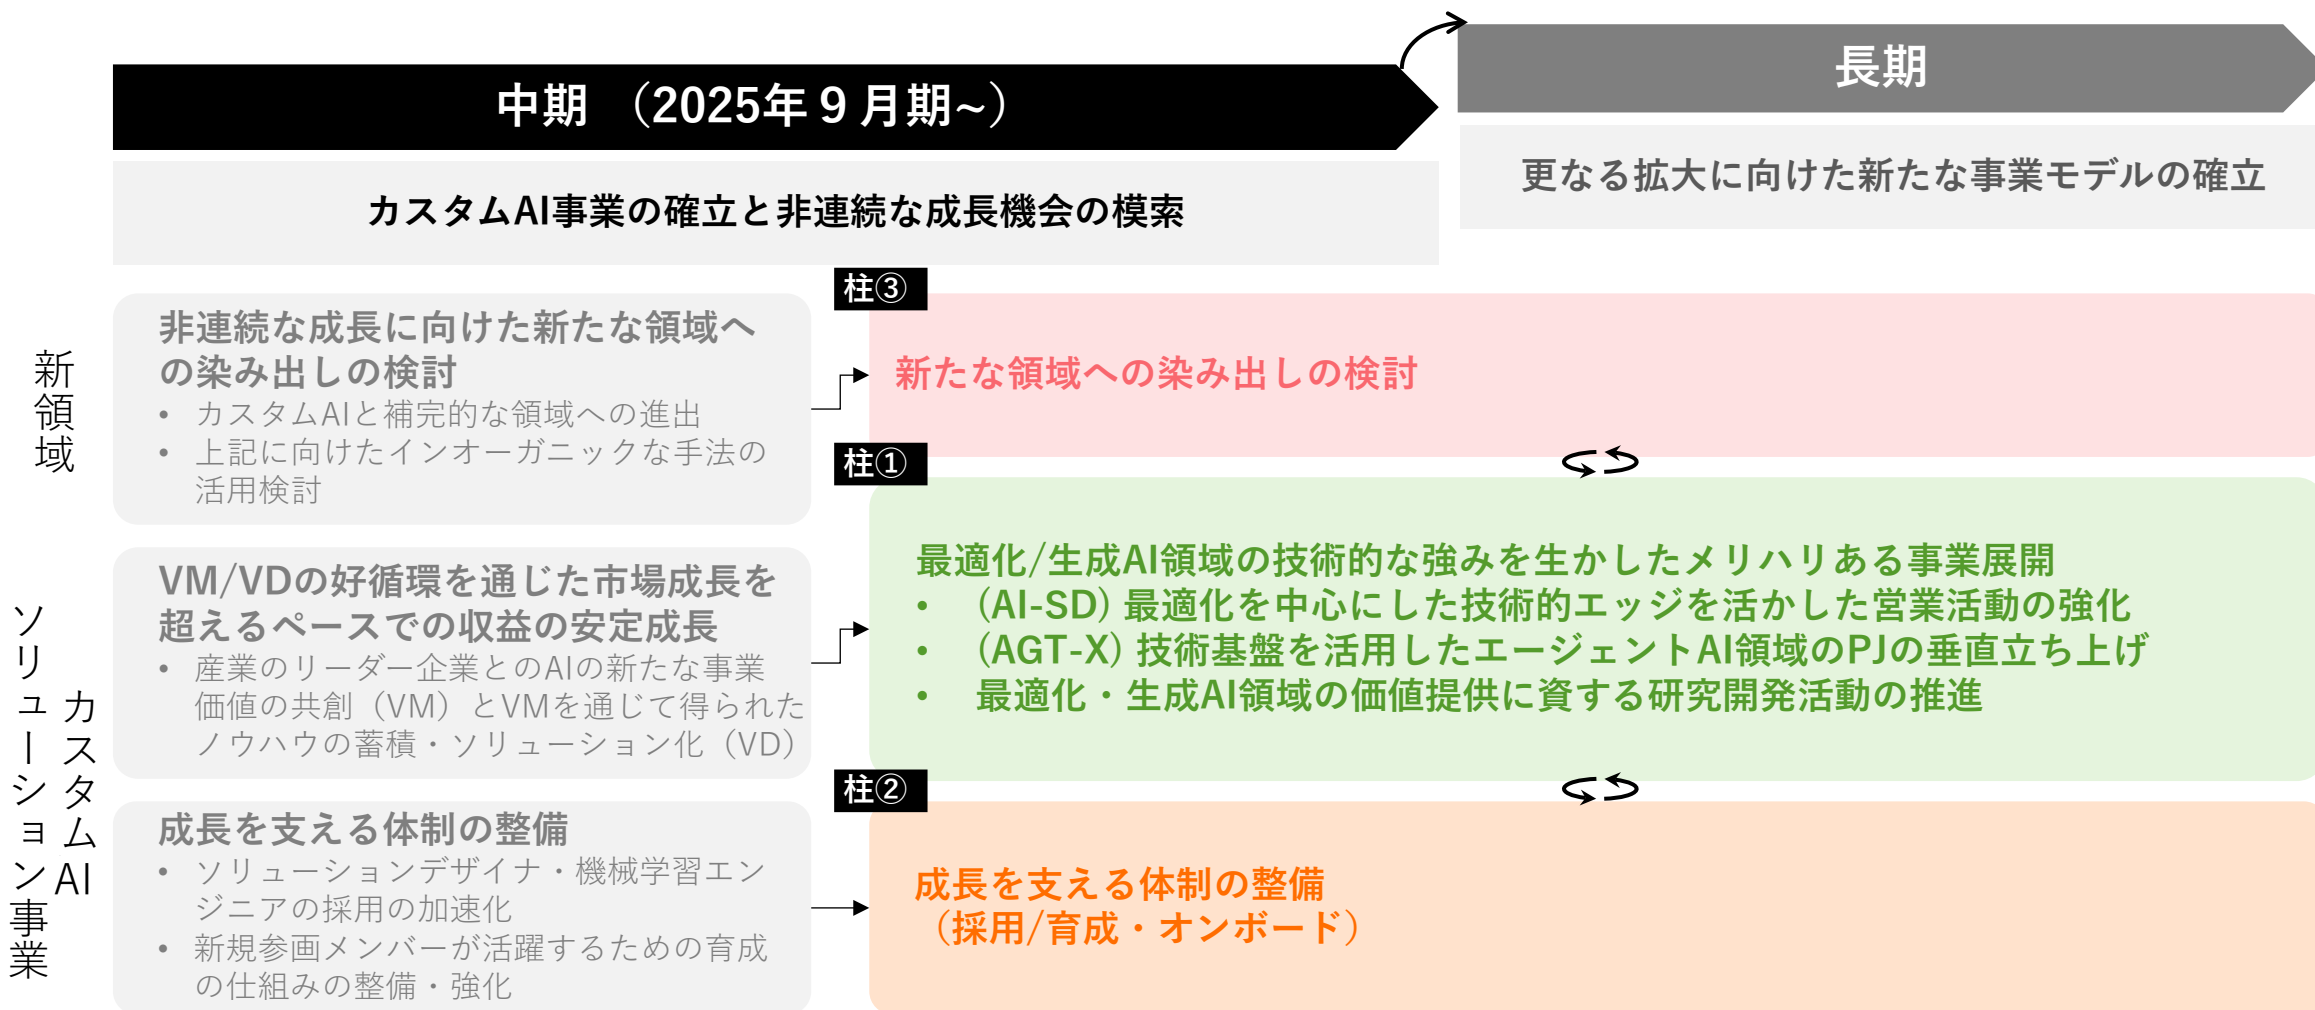 中期 （2025年９月期~）
長期
カスタムAI事業の確立と非連続な成長機会の模索
更なる拡大に向けた新たな事業モデルの確立
新領域
非連続な成長に向けた新たな領域へ
の染み出しの検討
• カスタムAIと補完的な領域への進出
• 上記に向けたインオーガニックな手法の
活用検討
柱③
新たな領域への染み出しの検討
カスタムAI
ソリューション事業
VM/VDの好循環を通じた市場成長を
超えるペースでの収益の安定成長
• 産業のリーダー企業とのAIの新たな事業
価値の共創（VM）とVMを通じて得られた
ノウハウの蓄積・ソリューション化（VD）
柱①
最適化/生成AI領域の技術的な強みを生かしたメリハリある事業展開
• (AI-SD) 最適化を中心にした技術的エッジを活かした営業活動の強化
• (AGT-X) 技術基盤を活用したエージェントAI領域のPJの垂直立ち上げ
• 最適化・生成AI領域の価値提供に資する研究開発活動の推進
成長を支える体制の整備
• ソリューションデザイナ・機械学習エン
ジニアの採用の加速化
• 新規参画メンバーが活躍するための育成
の仕組みの整備・強化
柱②
成長を支える体制の整備
（採用/育成・オンボード）